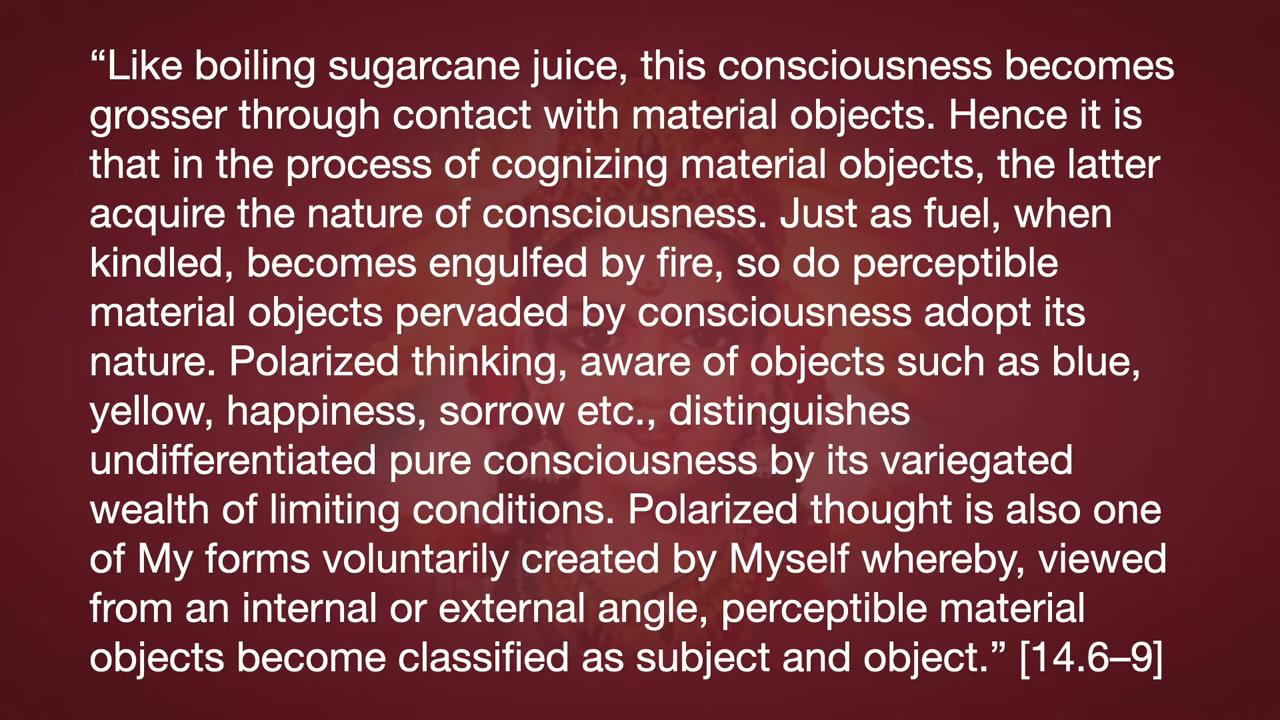 “Like boiling sugarcane juice, this consciousness becomes
grosser through contact with material objects. Hence it is
that in the process of cognizing material objects, the latter
acquire the nature of consciousness. Just as fuel, when
kindled, becomes engulfed by fire, so do perceptible
material objects pervaded by consciousness adopt its
nature. Polarized thinking, aware of objects such as blue,
yellow, happiness, sorrow etc., distinguishes
undifferentiated pure consciousness by its variegated
wealth of limiting conditions. Polarized thought is also one
of My forms voluntarily created by Myself whereby, viewed
from an internal or external angle, perceptible material
objects become classified as subject and object.” [14.6–9]